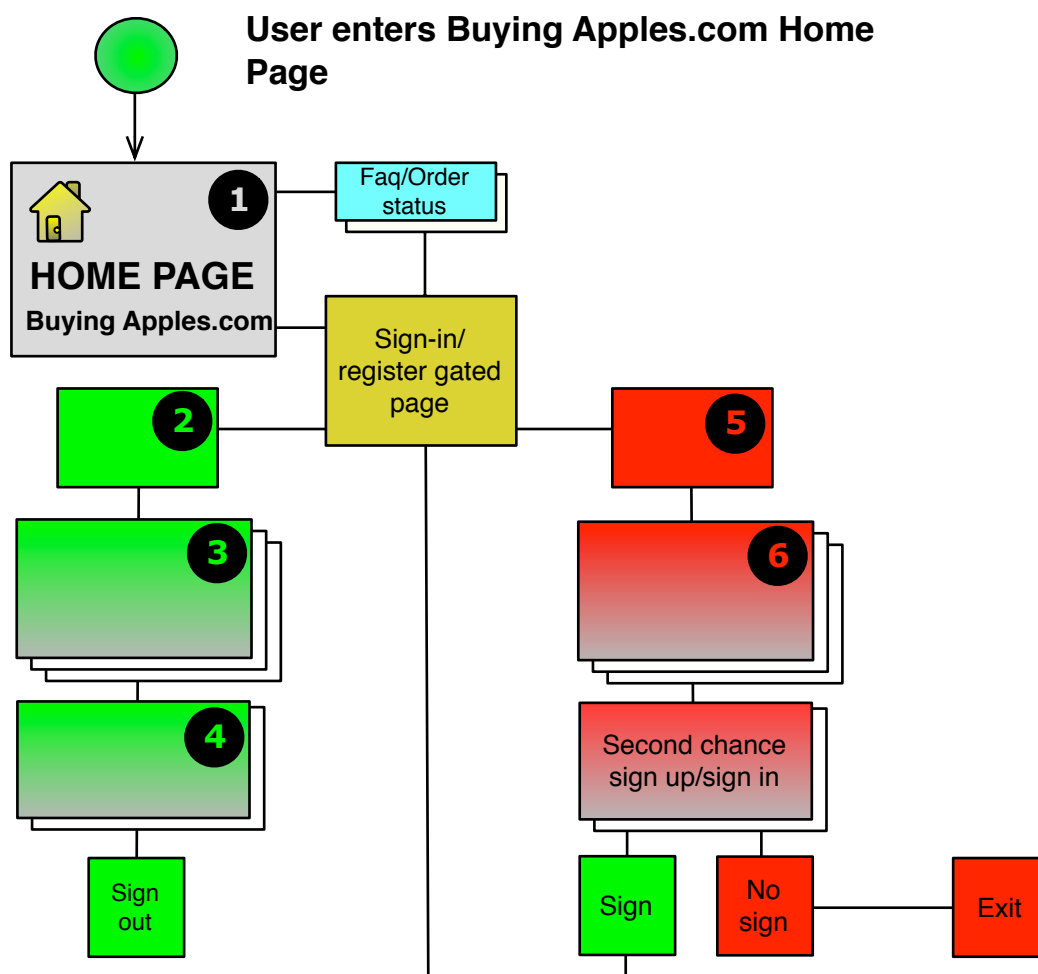 User enters Buying Apples.com Home
Page
1
HOME PAGE
Buying Apples.com
Faq/Order
status
Sign-in/
register gated
page
2
5
3
6
4
Second chance
sign up/sign in
Sign
out
Sign
No
sign
Exit